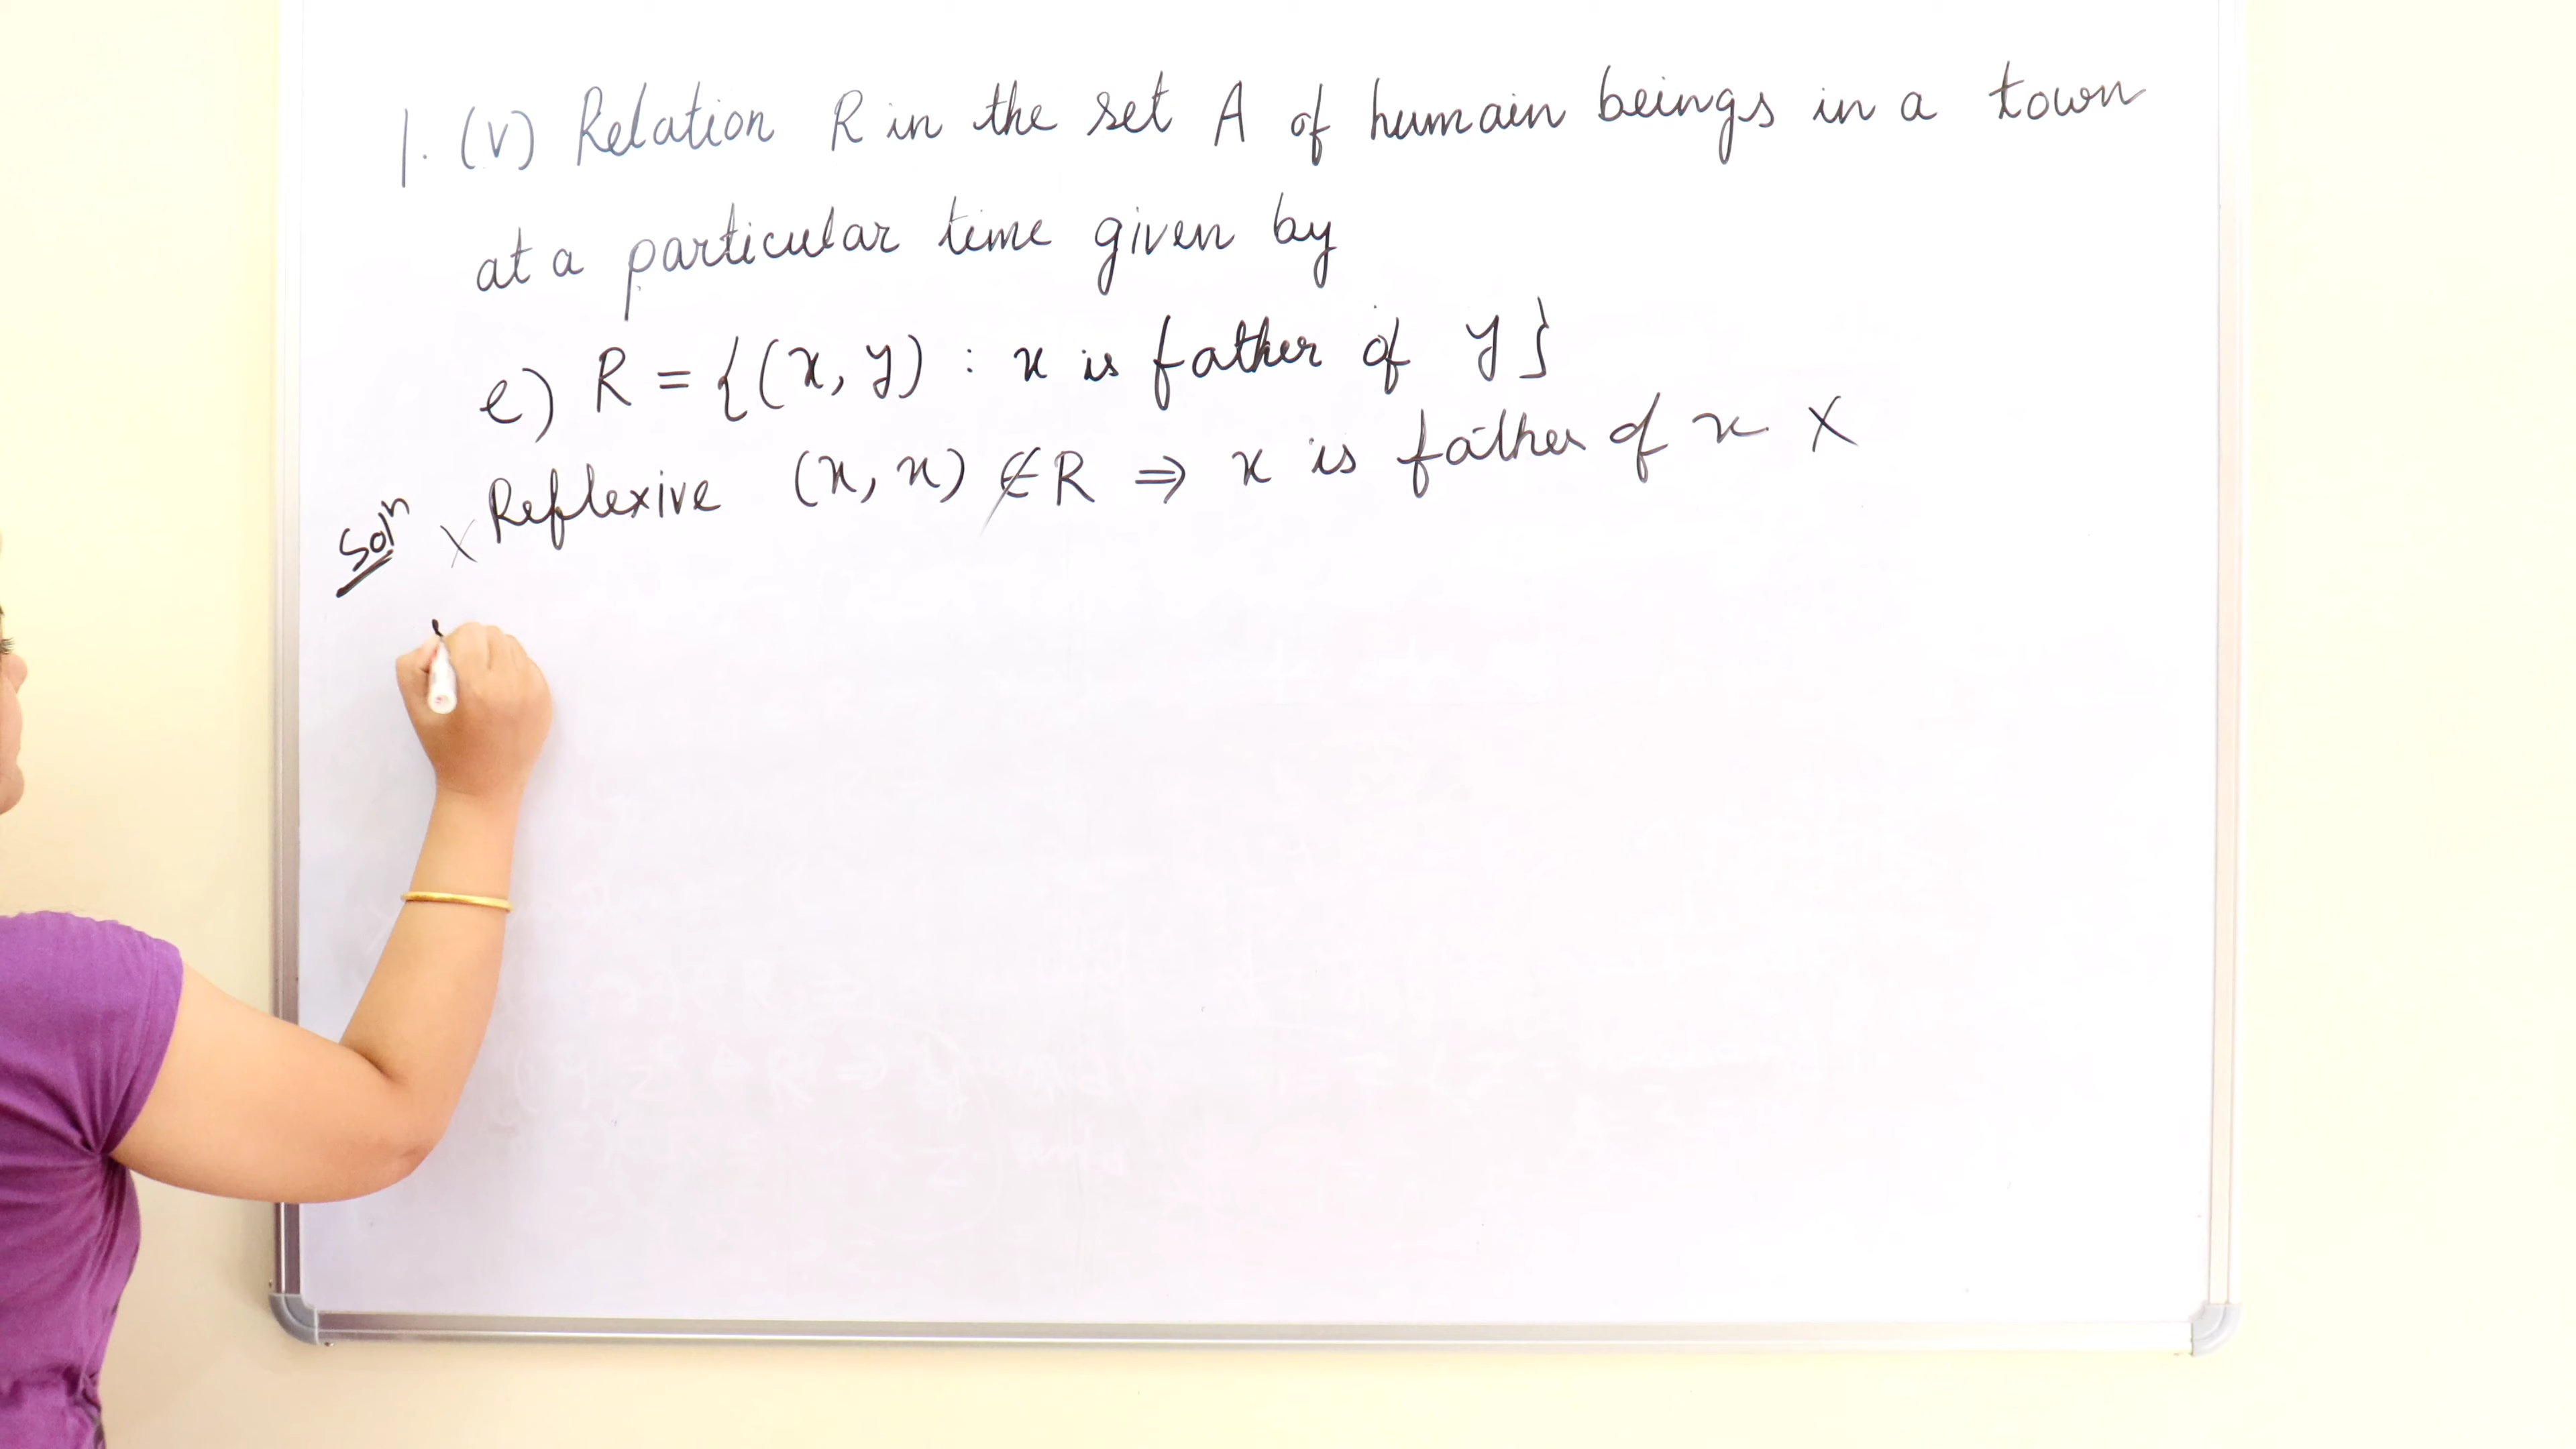 1. (v) Relation R in the set A of humain beings in a town
at a particular time given by
e) R = {(x, y) : x is father of y}
Solⁿ x Reflexive (x, x) ∉ R ⇒ x is father of x X